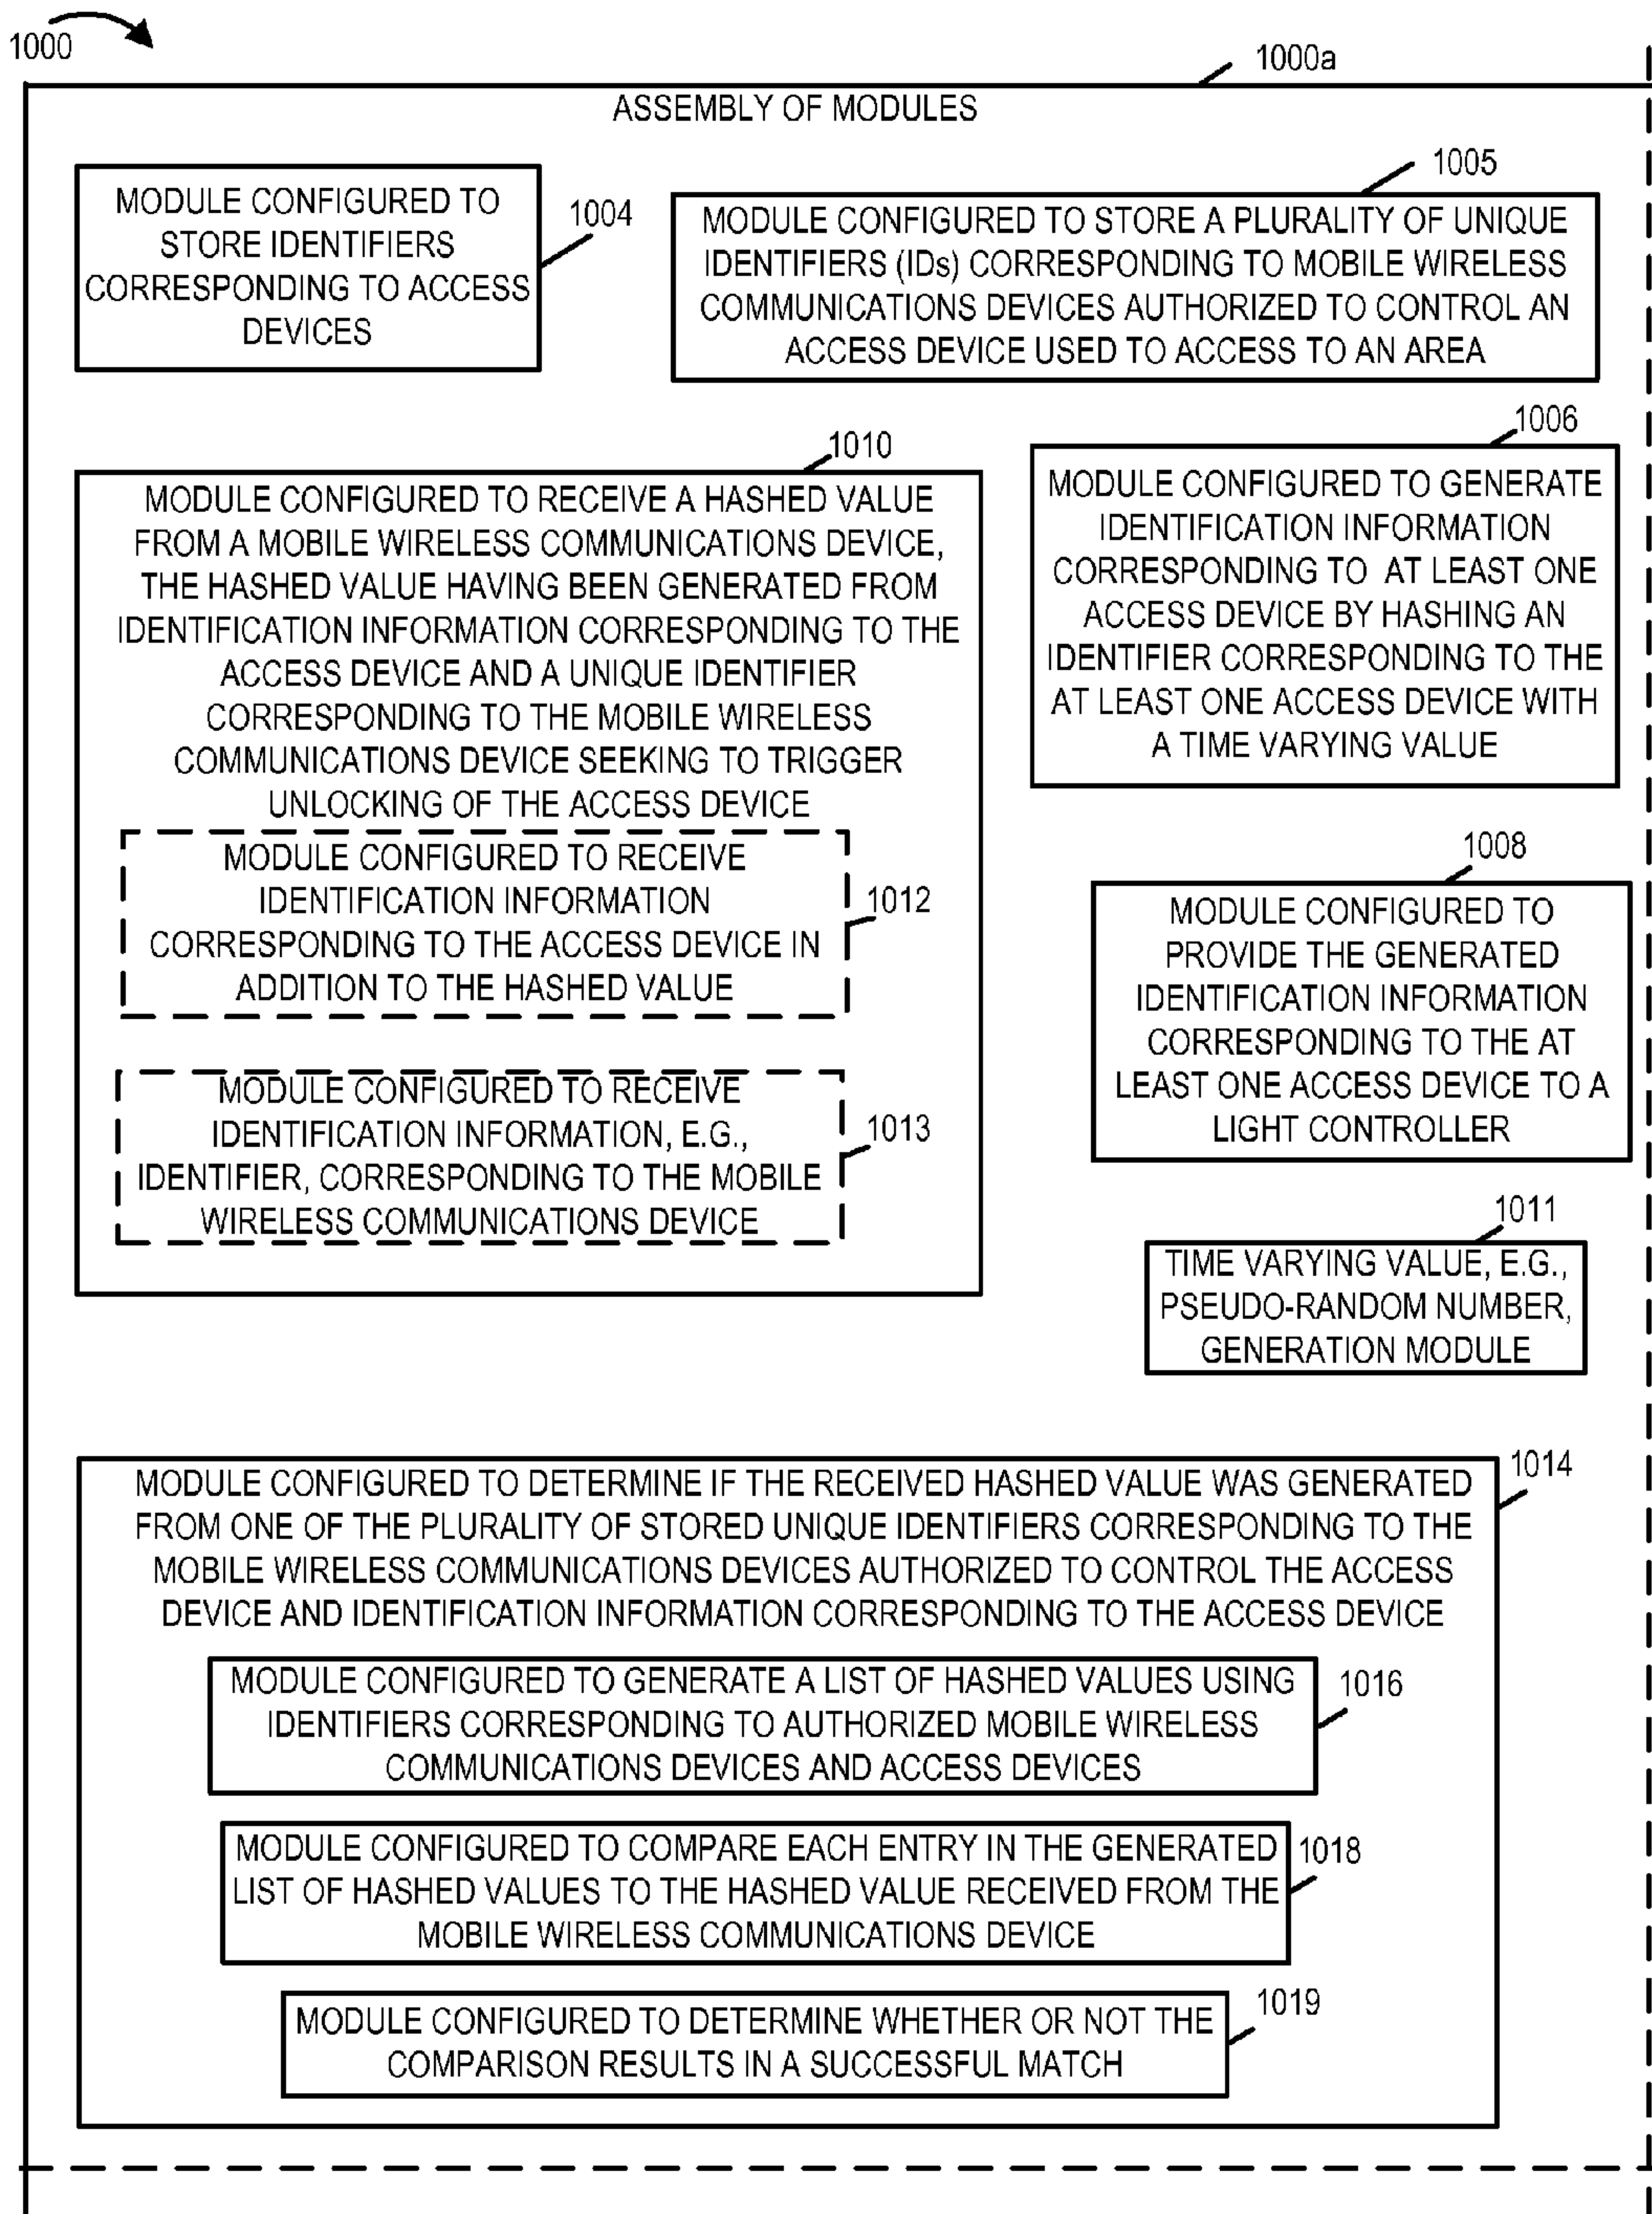 1000
1000a
ASSEMBLY OF MODULES
MODULE CONFIGURED TO
STORE IDENTIFIERS
CORRESPONDING TO ACCESS
DEVICES
1004
1005
MODULE CONFIGURED TO STORE A PLURALITY OF UNIQUE
IDENTIFIERS (IDs) CORRESPONDING TO MOBILE WIRELESS
COMMUNICATIONS DEVICES AUTHORIZED TO CONTROL AN
ACCESS DEVICE USED TO ACCESS TO AN AREA
1010
MODULE CONFIGURED TO RECEIVE A HASHED VALUE
FROM A MOBILE WIRELESS COMMUNICATIONS DEVICE,
THE HASHED VALUE HAVING BEEN GENERATED FROM
IDENTIFICATION INFORMATION CORRESPONDING TO THE
ACCESS DEVICE AND A UNIQUE IDENTIFIER
CORRESPONDING TO THE MOBILE WIRELESS
COMMUNICATIONS DEVICE SEEKING TO TRIGGER
UNLOCKING OF THE ACCESS DEVICE
MODULE CONFIGURED TO RECEIVE
IDENTIFICATION INFORMATION
CORRESPONDING TO THE ACCESS DEVICE IN
ADDITION TO THE HASHED VALUE
1012
MODULE CONFIGURED TO RECEIVE
IDENTIFICATION INFORMATION, E.G.,
IDENTIFIER, CORRESPONDING TO THE MOBILE
WIRELESS COMMUNICATIONS DEVICE
1013
1006
MODULE CONFIGURED TO GENERATE
IDENTIFICATION INFORMATION
CORRESPONDING TO AT LEAST ONE
ACCESS DEVICE BY HASHING AN
IDENTIFIER CORRESPONDING TO THE
AT LEAST ONE ACCESS DEVICE WITH
A TIME VARYING VALUE
1008
MODULE CONFIGURED TO
PROVIDE THE GENERATED
IDENTIFICATION INFORMATION
CORRESPONDING TO THE AT
LEAST ONE ACCESS DEVICE TO A
LIGHT CONTROLLER
1011
TIME VARYING VALUE, E.G.,
PSEUDO-RANDOM NUMBER,
GENERATION MODULE
1014
MODULE CONFIGURED TO DETERMINE IF THE RECEIVED HASHED VALUE WAS GENERATED
FROM ONE OF THE PLURALITY OF STORED UNIQUE IDENTIFIERS CORRESPONDING TO THE
MOBILE WIRELESS COMMUNICATIONS DEVICES AUTHORIZED TO CONTROL THE ACCESS
DEVICE AND IDENTIFICATION INFORMATION CORRESPONDING TO THE ACCESS DEVICE
MODULE CONFIGURED TO GENERATE A LIST OF HASHED VALUES USING
IDENTIFIERS CORRESPONDING TO AUTHORIZED MOBILE WIRELESS
COMMUNICATIONS DEVICES AND ACCESS DEVICES
1016
MODULE CONFIGURED TO COMPARE EACH ENTRY IN THE GENERATED
LIST OF HASHED VALUES TO THE HASHED VALUE RECEIVED FROM THE
MOBILE WIRELESS COMMUNICATIONS DEVICE
1018
MODULE CONFIGURED TO DETERMINE WHETHER OR NOT THE
COMPARISON RESULTS IN A SUCCESSFUL MATCH
1019